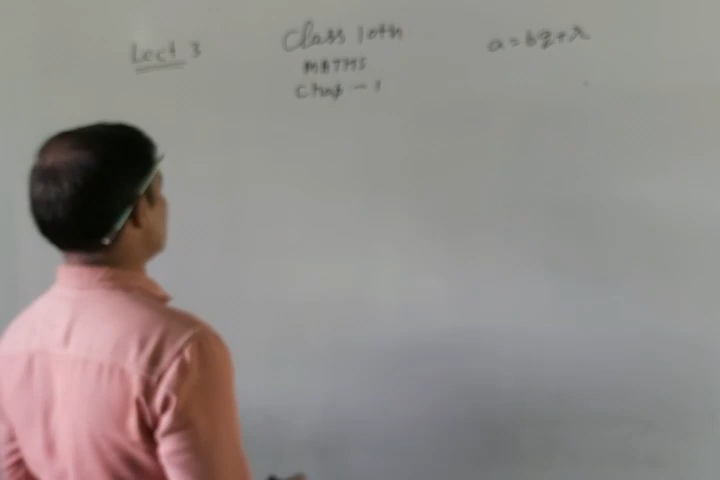 Lect 3
Class 10th
MATHS
Chap - 1
a = bq + r